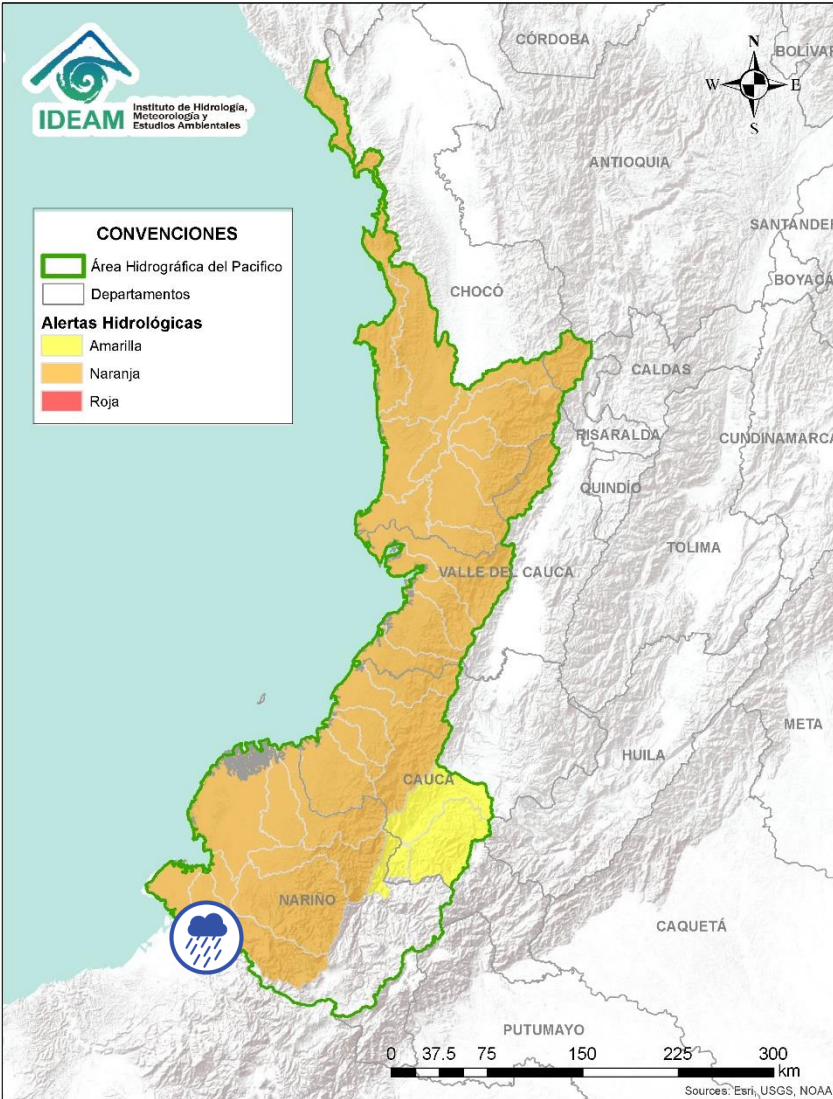 IDEAM
Instituto de Hidrología,
Meteorología y
Estudios Ambientales
N
W
E
S
CÓRDOBA
BOLÍVAR
ANTIOQUIA
SANTANDER
BOYACÁ
CONVENCIONES
Área Hidrográfica del Pacifico
Departamentos
Alertas Hidrológicas
Amarilla
Naranja
Roja
CHOCÓ
CALDAS
RISARALDA
CUNDINAMARCA
QUINDÍO
TOLIMA
VALLE DEL CAUCA
META
HUILA
CAUCA
NARIÑO
CAQUETÁ
PUTUMAYO
0 37.5 75 150 225 300
km
Sources: Esri, USGS, NOAA